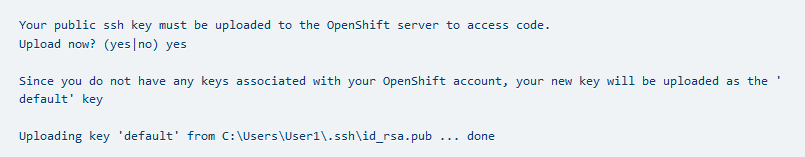 Your public ssh key must be uploaded to the OpenShift server to access code.
Upload now? (yes|no) yes
Since you do not have any keys associated with your OpenShift account, your new key will be uploaded as the '
default' key
Uploading key 'default' from C:\Users\User1\.ssh\id_rsa.pub ... done